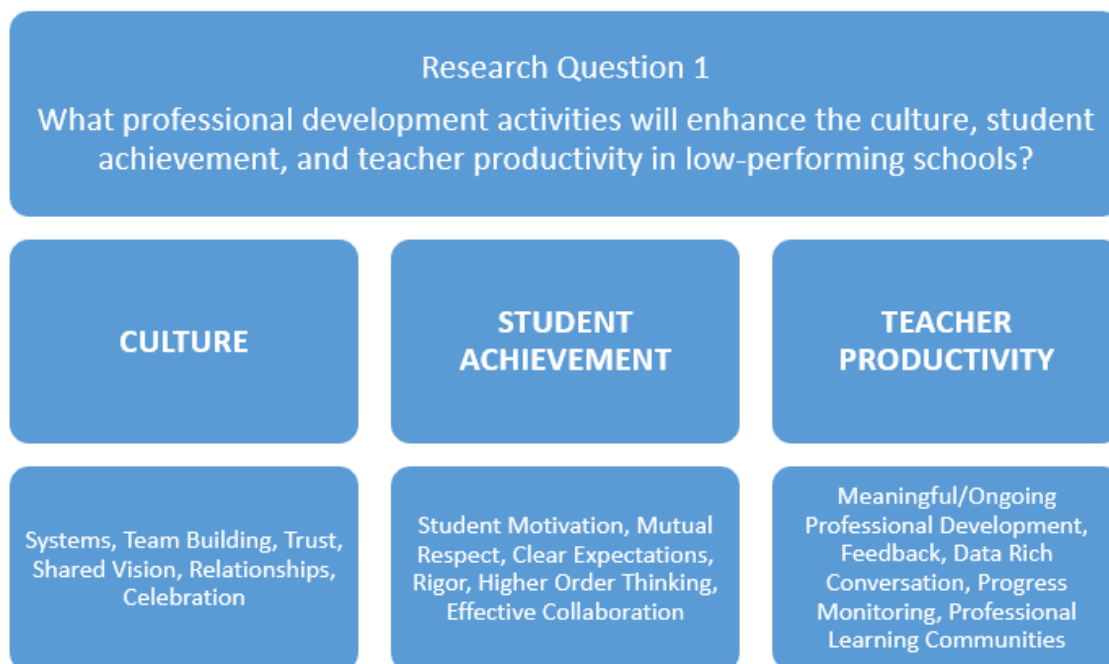 Research Question 1
What professional development activities will enhance the culture, student
achievement, and teacher productivity in low-performing schools?
CULTURE
STUDENT
ACHIEVEMENT
TEACHER
PRODUCTIVITY
Systems, Team Building, Trust,
Shared Vision, Relationships,
Celebration
Student Motivation, Mutual
Respect, Clear Expectations,
Rigor, Higher Order Thinking,
Effective Collaboration
Meaningful/Ongoing
Professional Development,
Feedback, Data Rich
Conversation, Progress
Monitoring, Professional
Learning Communities